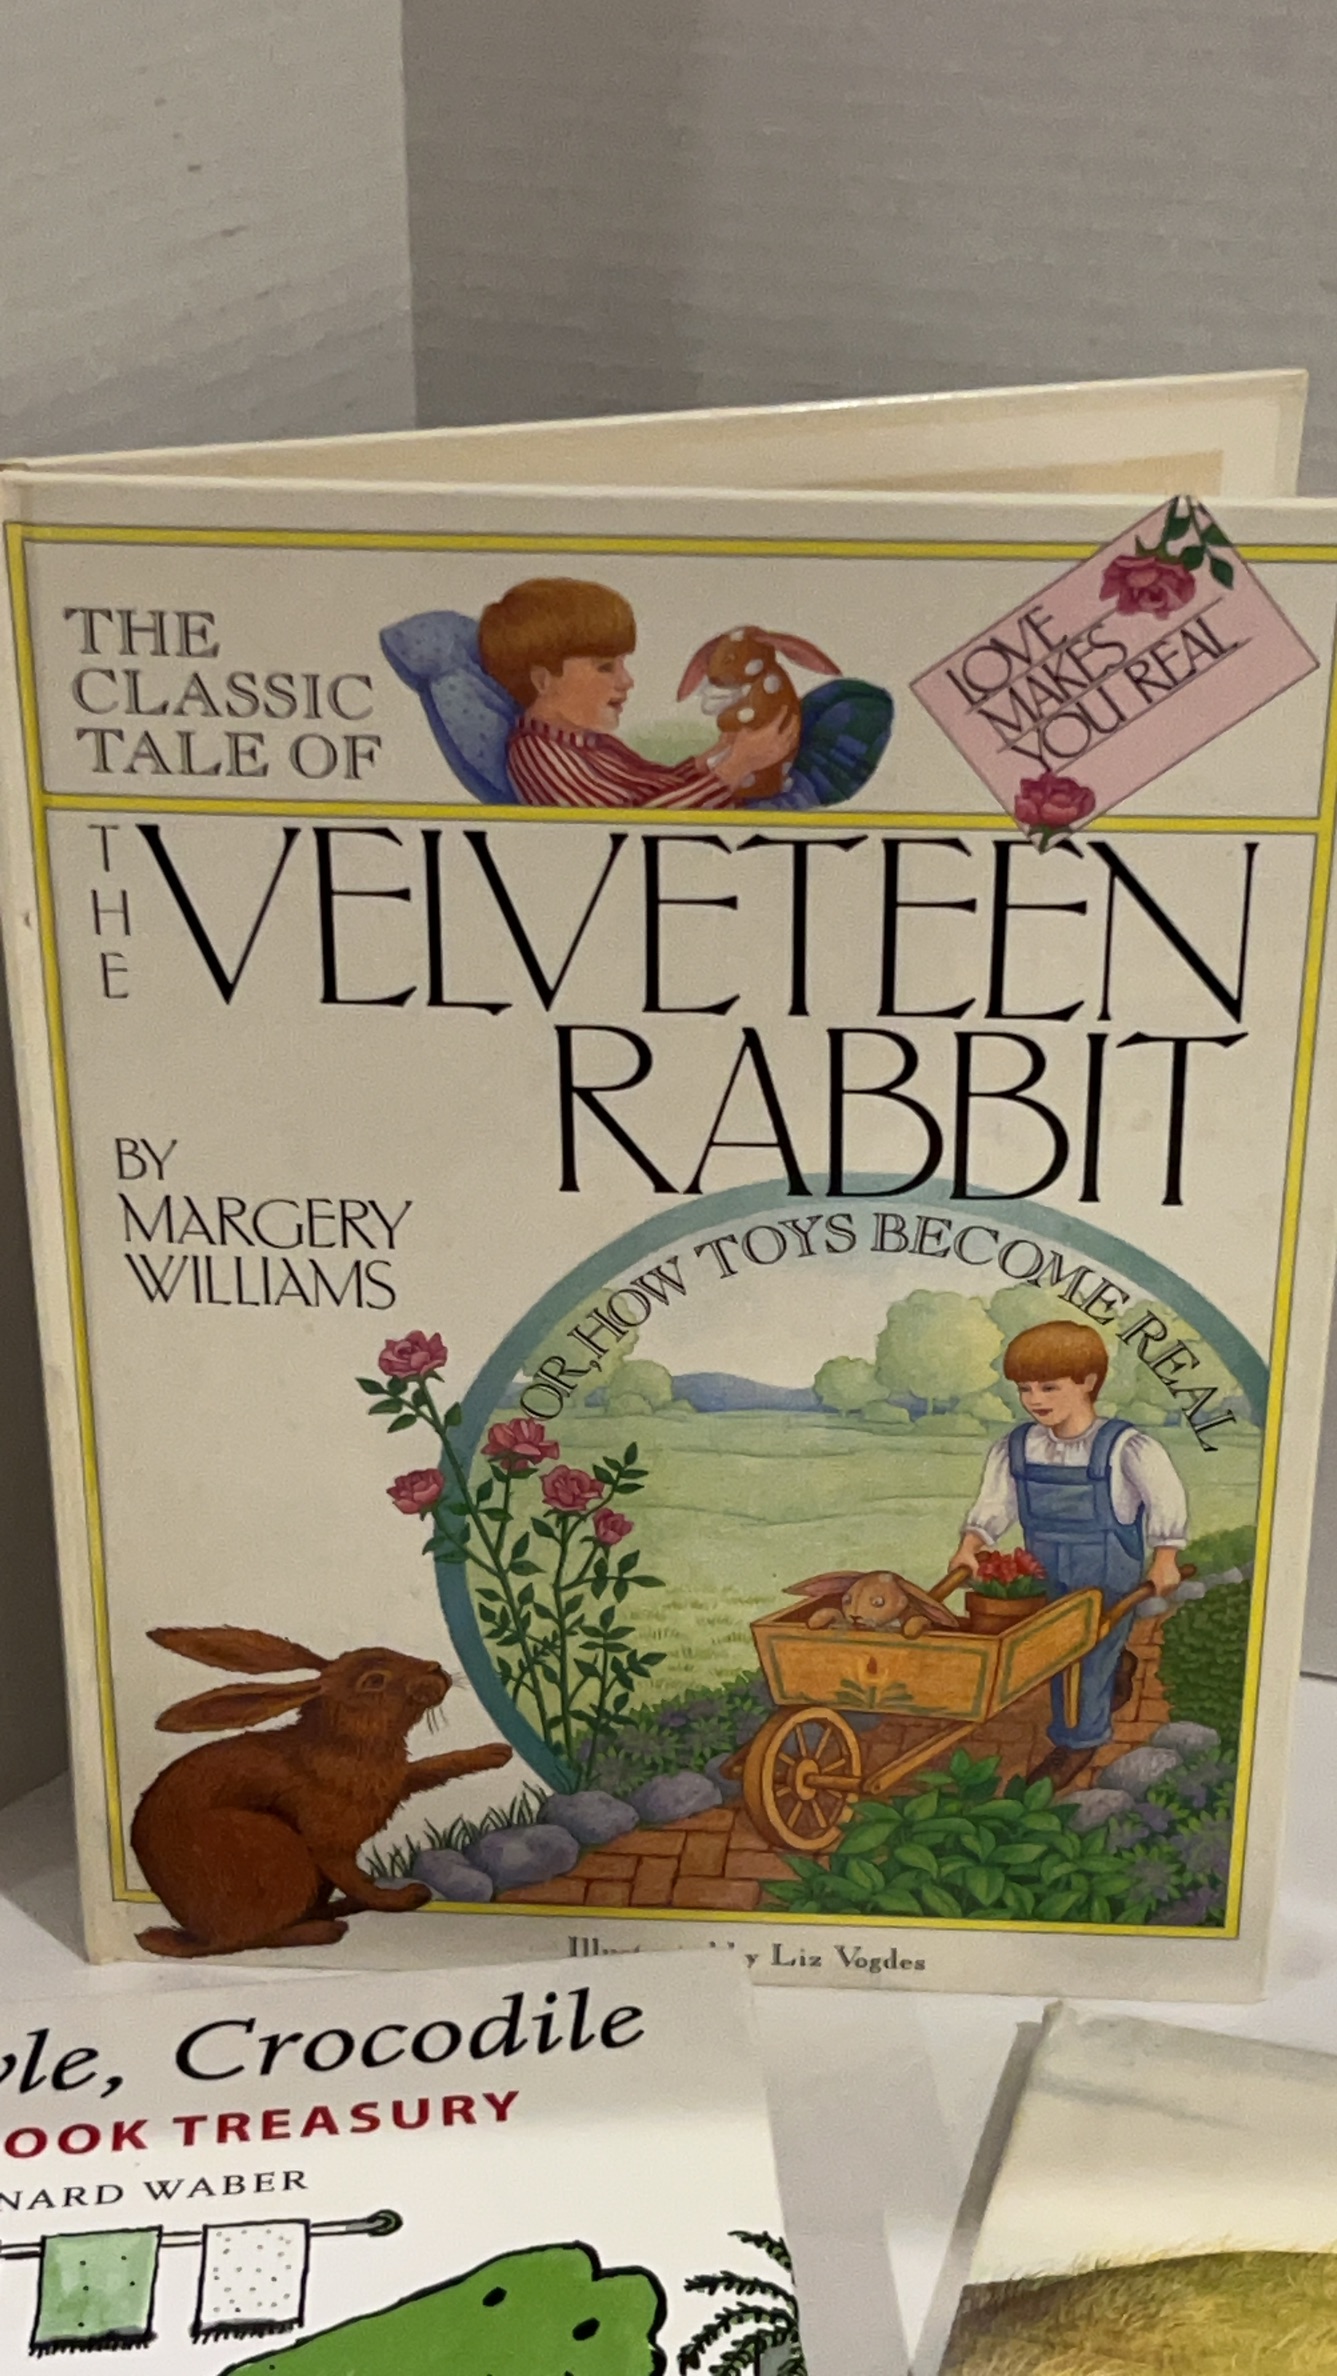 THE
CLASSIC
TALE OF
LOVE
MAKES
YOU REAL
THE
VELVETEEN
RABBIT
BY
MARGERY
WILLIAMS
OR, HOW TOYS BECOME REAL
Liz Vogdes
Crocodile
TREASURY
WABER